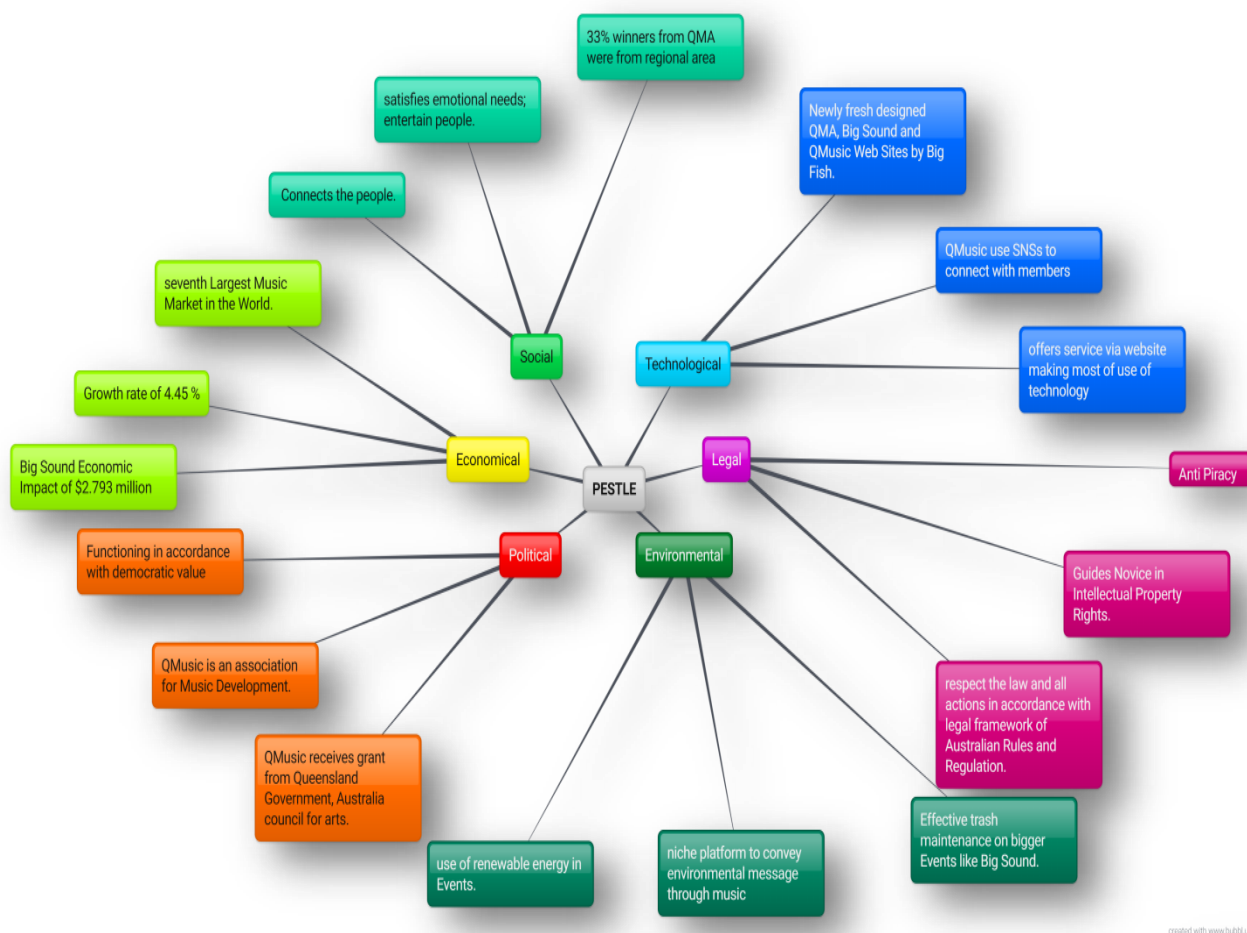 33% winners from QMA
were from regional area
satisfies emotional needs;
entertain people.
Connects the people.
Social
Newly fresh designed
QMA, Big Sound and
QMusic Web Sites by Big
Fish.
QMusic use SNSs to
connect with members
offers service via website
making most of use of
technology
Technological
seventh Largest Music
Market in the World.
Growth rate of 4.45 %
Big Sound Economic
Impact of $2.793 million
Economical
PESTLE
Legal
Anti Piracy
Guides Novice in
Intellectual Property
Rights.
respect the law and all
actions in accordance with
legal framework of
Australian Rules and
Regulation.
Political
Functioning in accordance
with democratic value
QMusic is an association
for Music Development.
QMusic receives grant
from Queensland
Government, Australia
council for arts.
Environmental
use of renewable energy in
Events.
niche platform to convey
environmental message
through music
Effective trash
maintenance on bigger
Events like Big Sound.
created with